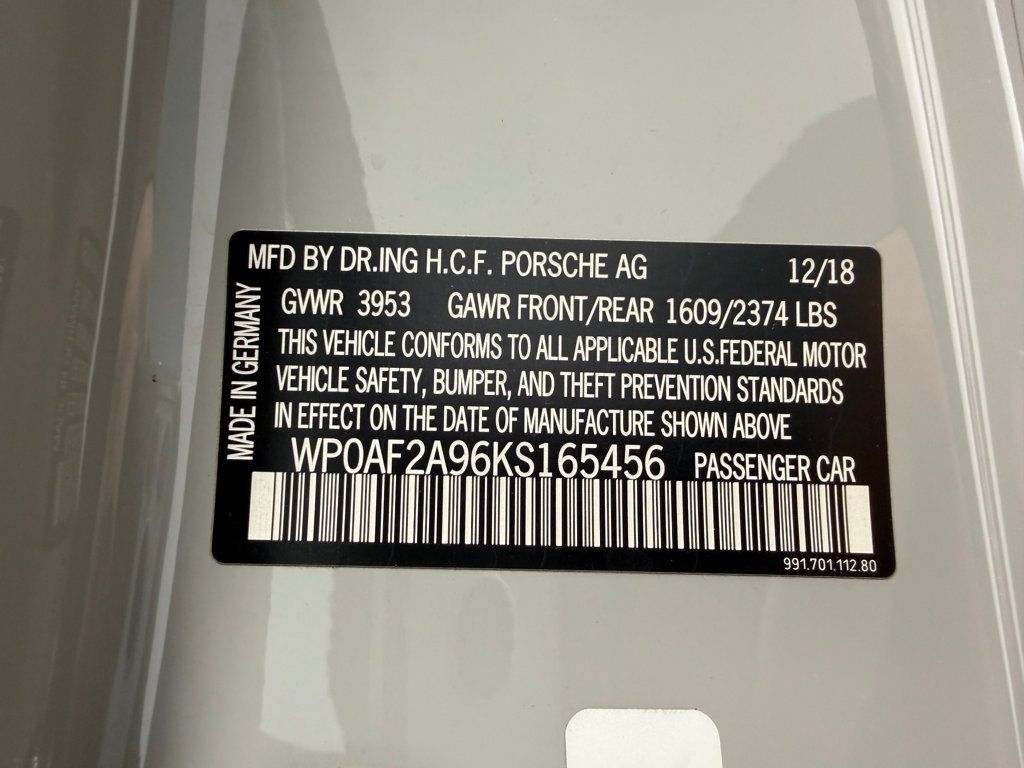 MFD BY DR.ING H.C.F. PORSCHE AG 12/18
GVWR 3953 GAWR FRONT/REAR 1609/2374 LBS
THIS VEHICLE CONFORMS TO ALL APPLICABLE U.S.FEDERAL MOTOR
VEHICLE SAFETY, BUMPER, AND THEFT PREVENTION STANDARDS
IN EFFECT ON THE DATE OF MANUFACTURE SHOWN ABOVE
WP0AF2A96KS165456 PASSENGER CAR
991.701.112.80
MADE IN GERMANY